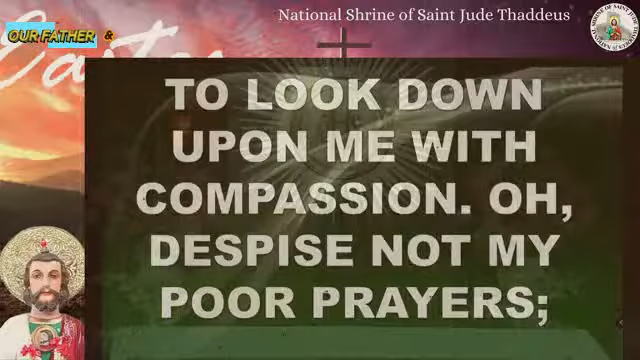 National Shrine of Saint Jude Thaddeus
OUR FATHER &
Easter
TO LOOK DOWN
UPON ME WITH
COMPASSION. OH,
DESPISE NOT MY
POOR PRAYERS;